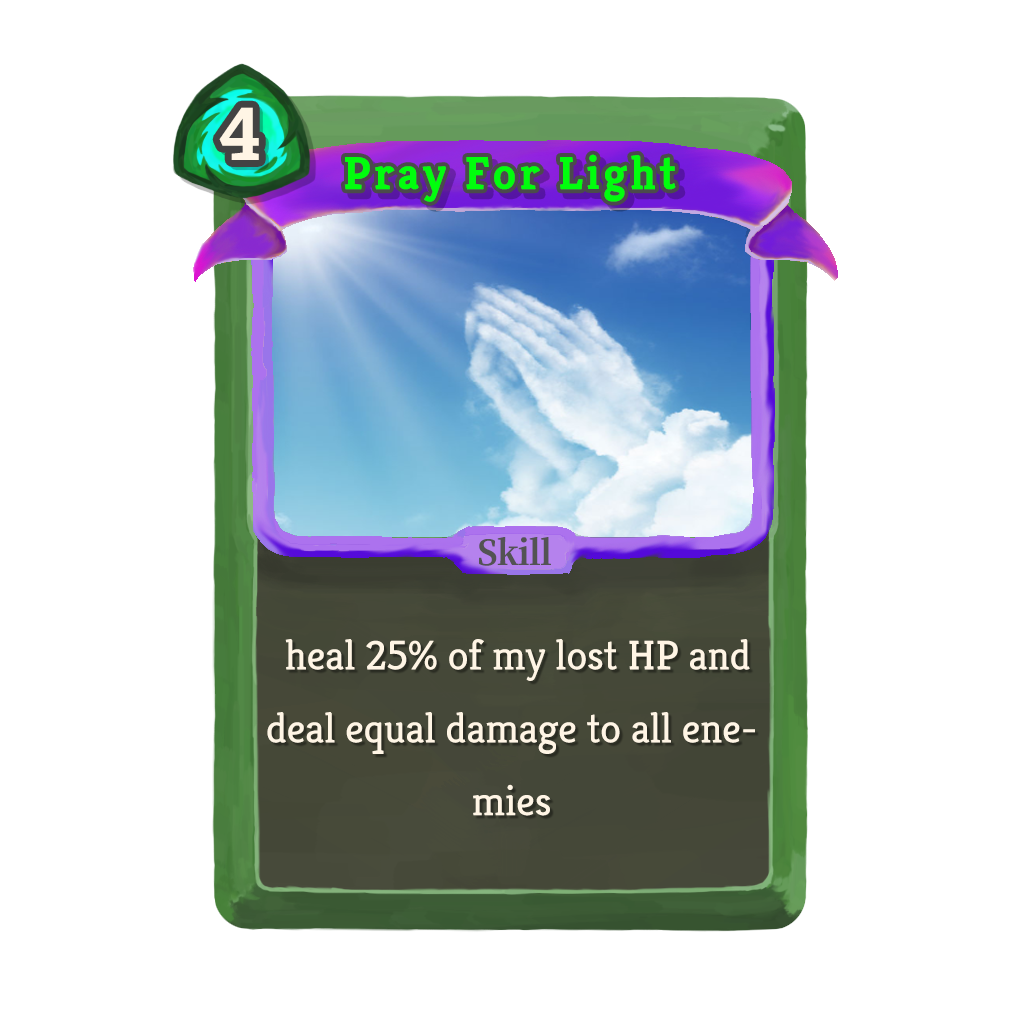 4
Pray For Light
Skill
heal 25% of my lost HP and
deal equal damage to all ene-
mies